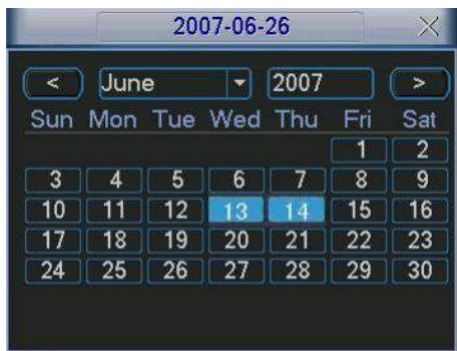 2007-06-26
< June 2007 >
Sun Mon Tue Wed Thu Fri Sat
1 2
3 4 5 6 7 8 9
10 11 12 13 14 15 16
17 18 19 20 21 22 23
24 25 26 27 28 29 30